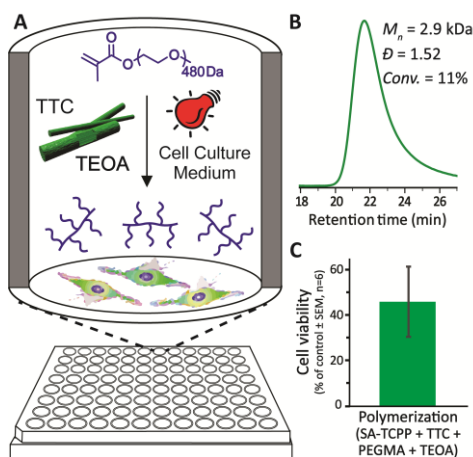 A
O
O
O
480Da
TTC
TEOA
Cell Culture
Medium
B
Mn = 2.9 kDa
Đ = 1.52
Conv. = 11%
18 20 22 24 26
Retention time (min)
C
Cell viability
(% of control ± SEM, n=6)
60
40
20
0
Polymerization
(SA-TCPP + TTC +
PEGMA + TEOA)